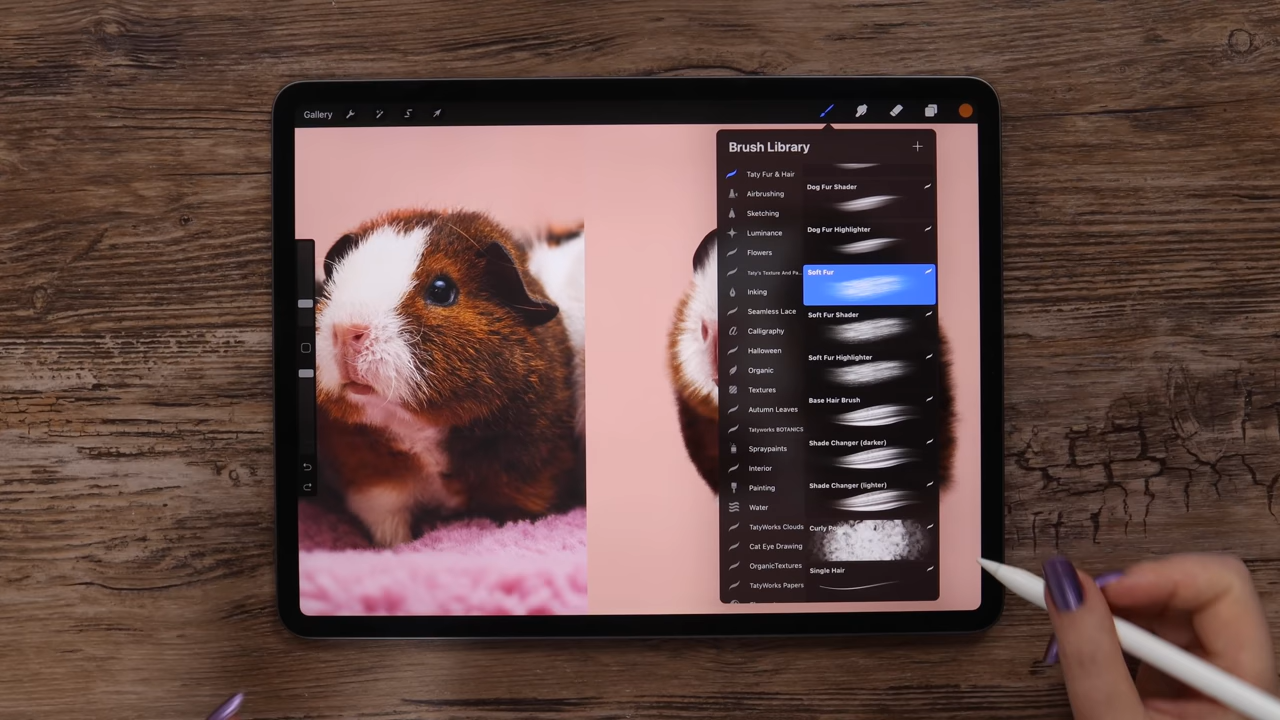 Gallery
Brush Library
Taty Fur & Hair
Airbrushing
Sketching
Luminance
Flowers
Taty's Texture And Pa...
Inking
Seamless Lace
Calligraphy
Halloween
Organic
Textures
Autumn Leaves
Tatyworks BOTANICS
Spraypaints
Interior
Painting
Water
TatyWorks Clouds
Cat Eye Drawing
OrganicTextures
TatyWorks Papers
Dog Fur Shader
Dog Fur Highlighter
Soft Fur
Soft Fur Shader
Soft Fur Highlighter
Base Hair Brush
Shade Changer (darker)
Shade Changer (lighter)
Curly
Single Hair